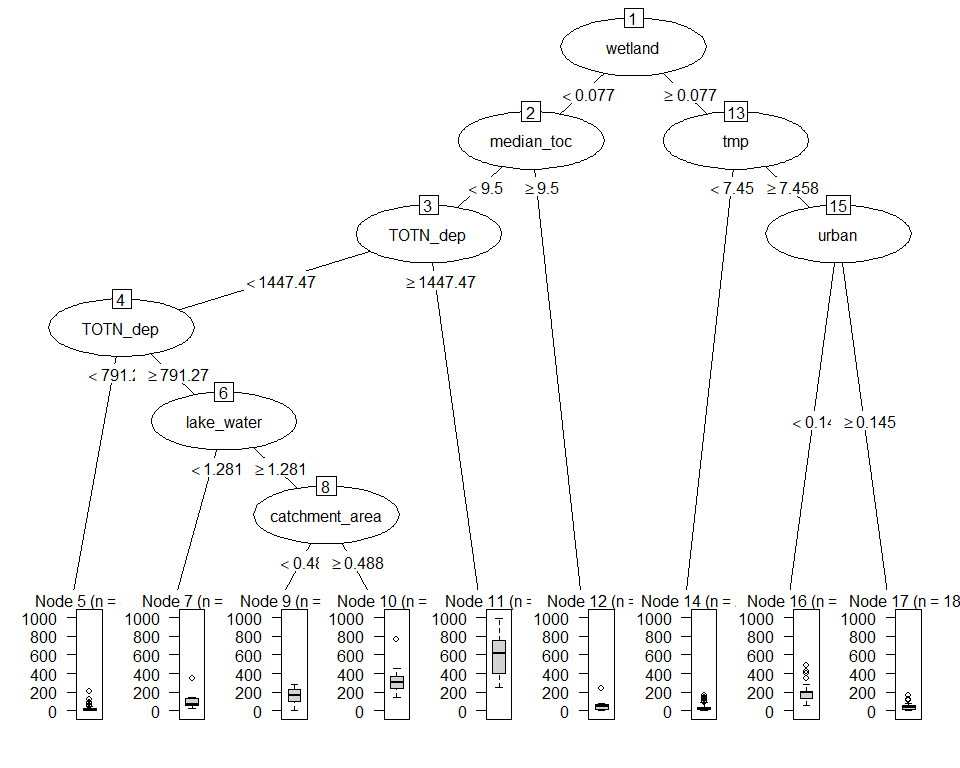 1
wetland
< 0.077 ≥ 0.077
2 13
median_toc tmp
< 9.5 ≥ 9.5 < 7.45 ≥ 7.458
3 15
TOTN_dep urban
< 1447.47 ≥ 1447.47
4
TOTN_dep
< 791.2 ≥ 791.27
6
lake_water < 0.14 ≥ 0.145
< 1.281 ≥ 1.281
8
catchment_area
< 0.48 ≥ 0.488
Node 5 (n = Node 7 (n = Node 9 (n = Node 10 (n = Node 11 (n = Node 12 (n = Node 14 (n = Node 16 (n = Node 17 (n = 18
1000 1000 1000 1000 1000 1000 1000 1000 1000
800 800 800 800 800 800 800 800 800
600 600 600 600 600 600 600 600 600
400 400 400 400 400 400 400 400 400
200 200 200 200 200 200 200 200 200
0 0 0 0 0 0 0 0 0